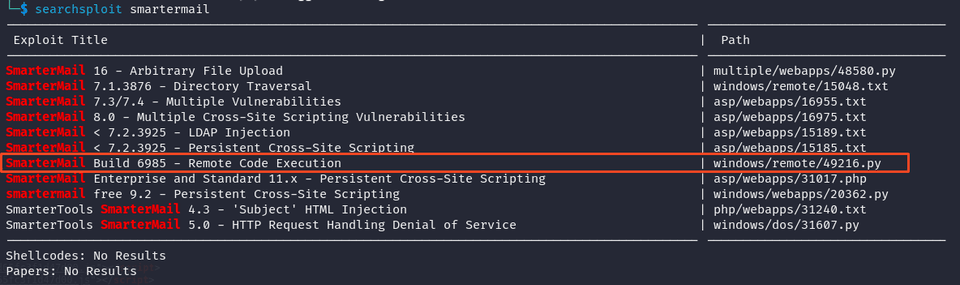 └─$ searchsploit smartermail
Exploit Title | Path
SmarterMail 16 - Arbitrary File Upload | multiple/webapps/48580.py
SmarterMail 7.1.3876 - Directory Traversal | windows/remote/15048.txt
SmarterMail 7.3/7.4 - Multiple Vulnerabilities | asp/webapps/16955.txt
SmarterMail 8.0 - Multiple Cross-Site Scripting Vulnerabilities | asp/webapps/16975.txt
SmarterMail < 7.2.3925 - LDAP Injection | asp/webapps/15189.txt
SmarterMail < 7.2.3925 - Persistent Cross-Site Scripting | asp/webapps/15185.txt
SmarterMail Build 6985 - Remote Code Execution | windows/remote/49216.py
SmarterMail Enterprise and Standard 11.x - Persistent Cross-Site Scripting | asp/webapps/31017.php
smartermail free 9.2 - Persistent Cross-Site Scripting | windows/webapps/20362.py
SmarterTools SmarterMail 4.3 - 'Subject' HTML Injection | php/webapps/31240.txt
SmarterTools SmarterMail 5.0 - HTTP Request Handling Denial of Service | windows/dos/31607.py
Shellcodes: No Results
Papers: No Results